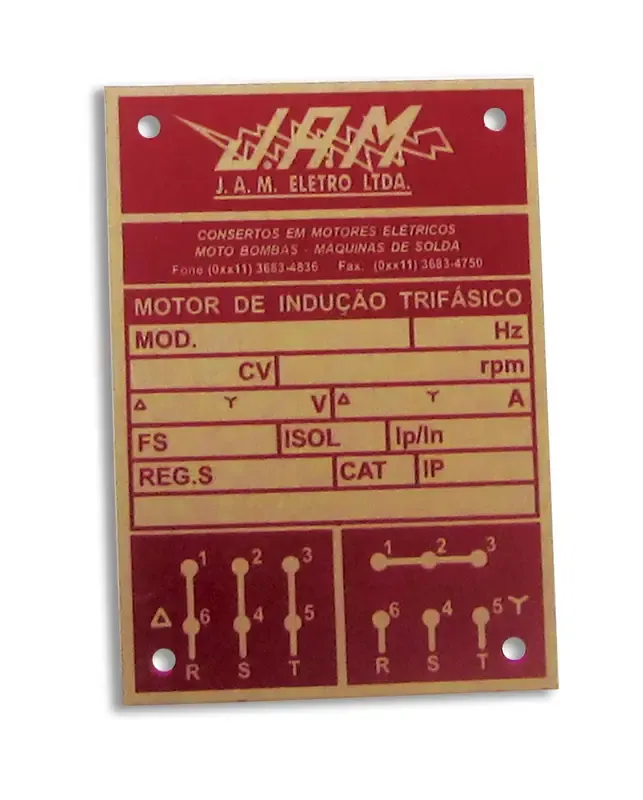 J.A.M.
J. A. M. ELETRO LTDA.
CONSERTOS EM MOTORES ELÉTRICOS
MOTO BOMBAS - MAQUINAS DE SOLDA
Fone (0xx11) 3683-4836 Fax. (0xx11) 3683-4750
MOTOR DE INDUÇÃO TRIFÁSICO
MOD. Hz
CV rpm
△ Y V △ Y A
FS ISOL Ip/In
REG.S CAT IP
1 2 3 1 2 3
△ 6 4 5 6 4 5 Y
R S T R S T